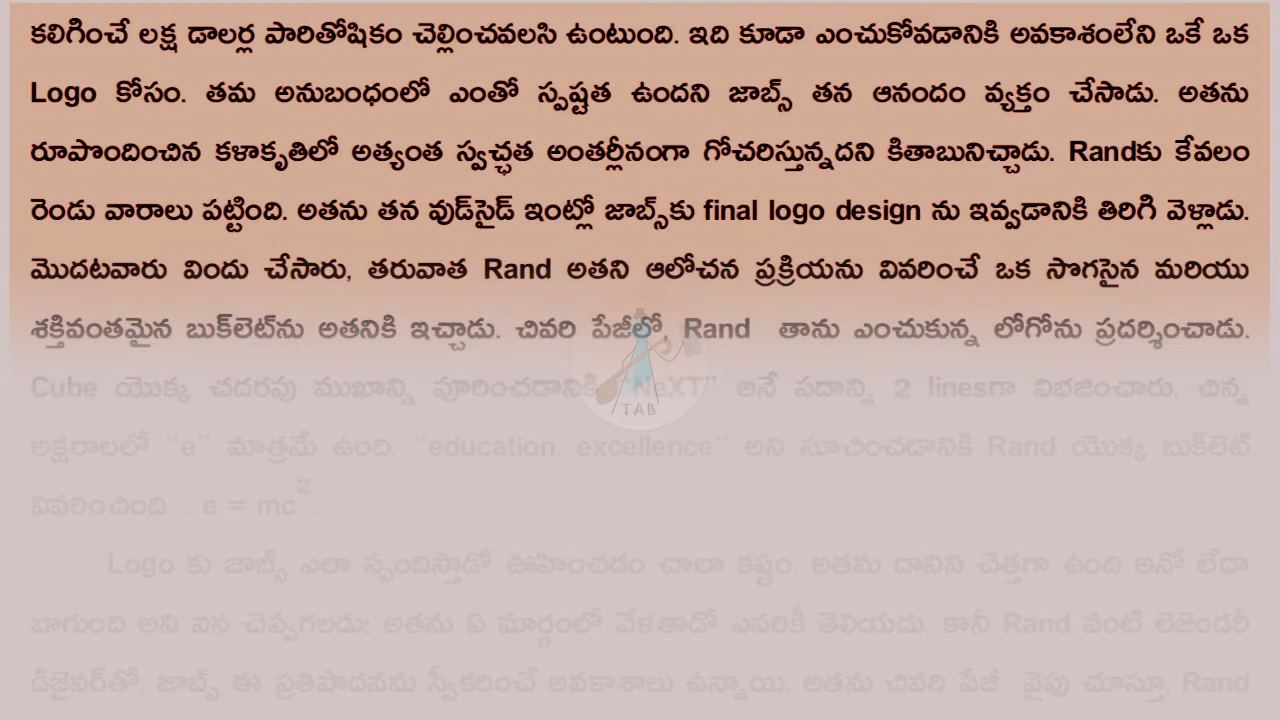 కలిగించే లక్ష డాలర్ల పారితోషికం చెల్లించవలసి ఉంటుంది. ఇది కూడా ఎంచుకోవడానికి అవకాశంలేని ఒకే ఒక
Logo కోసం. తమ అనుబంధంలో ఎంతో స్పష్టత ఉందని జాబ్స్ తన ఆనందం వ్యక్తం చేసాడు. అతను
రూపొందించిన కళాకృతిలో అత్యంత స్వచ్ఛత అంతర్లీనంగా గోచరిస్తున్నదని కితాబునిచ్చాడు. Randకు కేవలం
రెండు వారాలు పట్టింది. అతను తన వుడ్‌సైడ్ ఇంట్లో జాబ్స్‌కు final logo design ను ఇవ్వడానికి తిరిగి వెళ్లాడు.
మొదటవారు విందు చేసారు, తరువాత Rand అతని ఆలోచన ప్రక్రియను వివరించే ఒక సొగసైన మరియు
శక్తివంతమైన బుక్‌లెట్‌ను అతనికి ఇచ్చాడు. చివరి పేజీలో, Rand తాను ఎంచుకున్న లోగోను ప్రదర్శించాడు.
Cube యొక్క చదరపు ముఖాన్ని పూరించడానికి "NeXT" అనే పదాన్ని 2 linesగా విభజించారు, చిన్న
అక్షరాలలో "e" మాత్రమే ఉంది. "education, excellence" అని సూచించడానికి Rand యొక్క బుక్‌లెట్
వివరించింది. . e = mc².
Logo కు జాబ్స్ ఎలా స్పందిస్తాడో ఊహించడం చాలా కష్టం. అతను దానిని చెత్తగా ఉంది అనో లేదా
బాగుంది అని ఐన చెప్పగలడు; అతను ఏ మార్గంలో వేళతాడో ఎవరికీ తెలియదు. కానీ Rand వంటి లెజెండరీ
డిజైనర్‌తో, జాబ్స్ ఈ ప్రతిపాదనను స్వీకరించే అవకాశాలు ఉన్నాయి. అతను చివరి పేజీ వైపు చూస్తూ, Rand
TAB